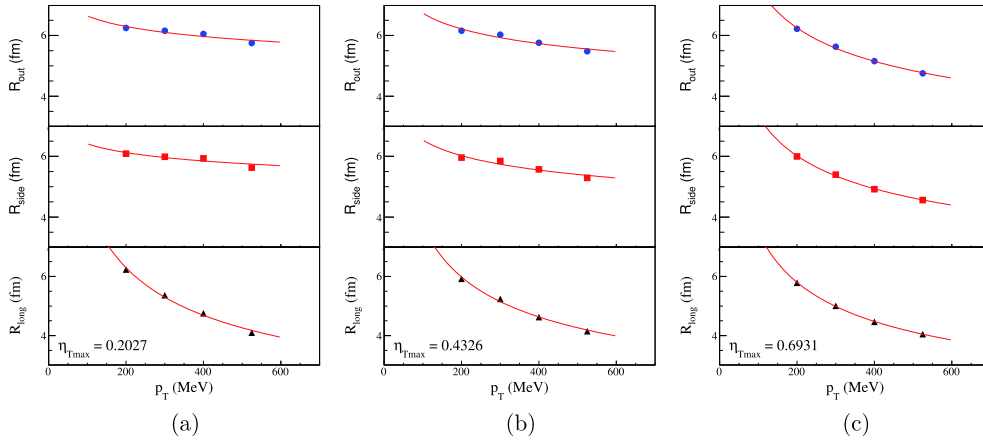 R_out (fm)
6
4
R_side (fm)
6
4
R_long (fm)
6
4
η_Tmax = 0.2027
0 200 400 600
p_T (MeV)
(a)
R_out (fm)
6
4
R_side (fm)
6
4
R_long (fm)
6
4
η_Tmax = 0.4326
0 200 400 600
p_T (MeV)
(b)
R_out (fm)
6
4
R_side (fm)
6
4
R_long (fm)
6
4
η_Tmax = 0.6931
0 200 400 600
p_T (MeV)
(c)